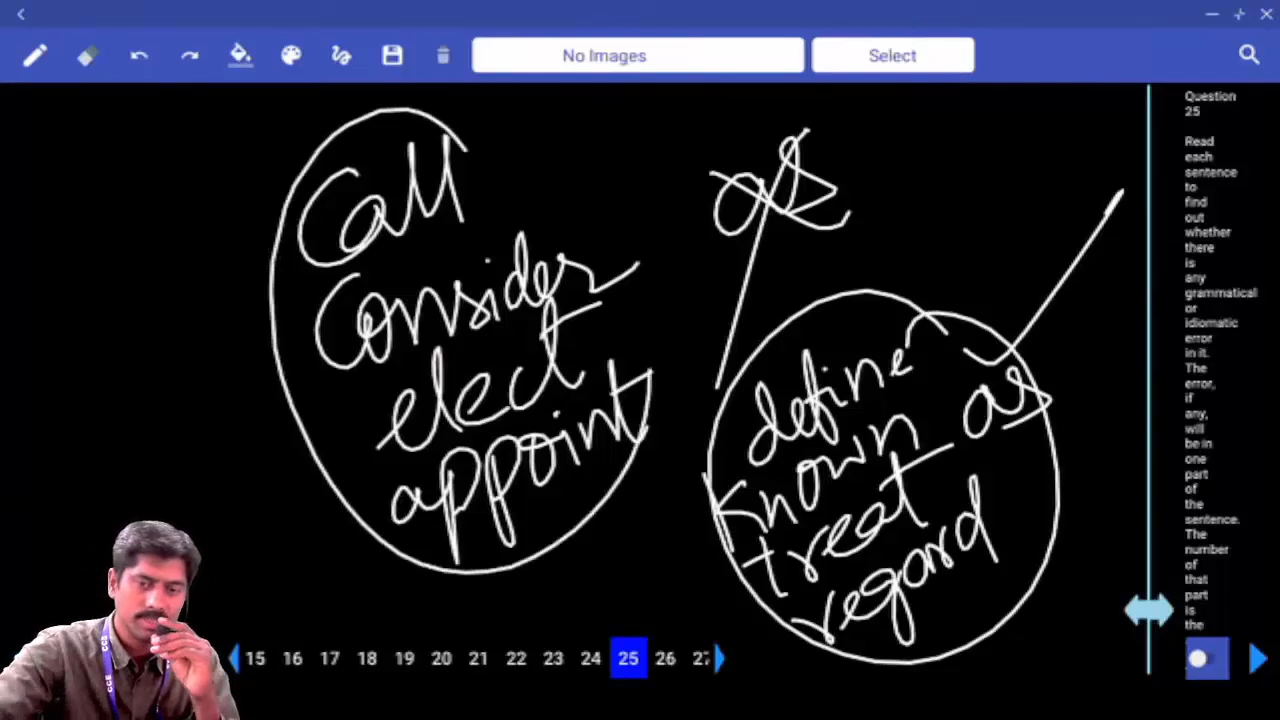 No Images
Select
Call
Consider
elect
appoint
as
define
known as
treat
regard
Question
25
Read
each
sentence
to
find
out
whether
there
is
any
grammatical
or
idiomatic
error
in it.
The
error,
if
any,
will
be in
one
part
of
the
sentence.
The
number
of
that
part
is
the
CCE
15 16 17 18 19 20 21 22 23 24 25 26 27